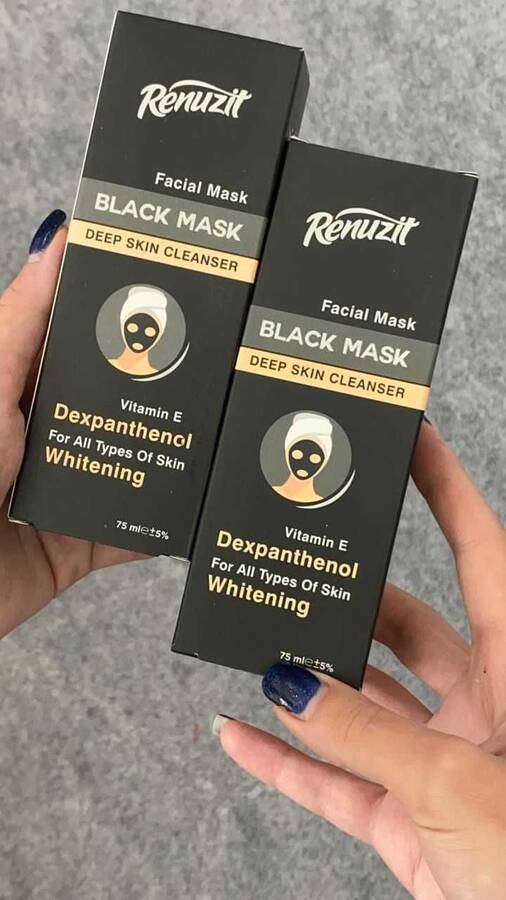 Renuzit
Facial Mask
BLACK MASK
DEEP SKIN CLEANSER
Vitamin E
Dexpanthenol
For All Types Of Skin
Whitening
75 ml℮±5%
Renuzit
Facial Mask
BLACK MASK
DEEP SKIN CLEANSER
Vitamin E
Dexpanthenol
For All Types Of Skin
Whitening
75 ml℮±5%